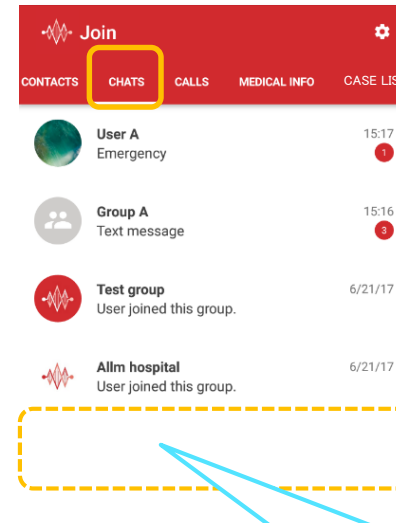 Join
CONTACTS CHATS CALLS MEDICAL INFO CASE LIS
User A 15:17
Emergency 1
Group A 15:16
Text message 3
Test group 6/21/17
User joined this group.
Allm hospital 6/21/17
User joined this group.